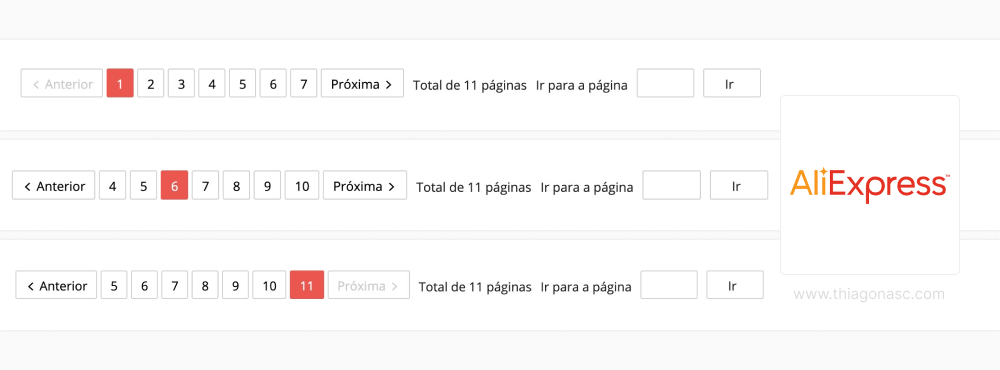 Anterior 1 2 3 4 5 6 7 Próxima Total de 11 páginas Ir para a página Ir
Anterior 4 5 6 7 8 9 10 Próxima Total de 11 páginas Ir para a página Ir
AliExpress™
Anterior 5 6 7 8 9 10 11 Próxima Total de 11 páginas Ir para a página Ir
www.thiagonasc.com